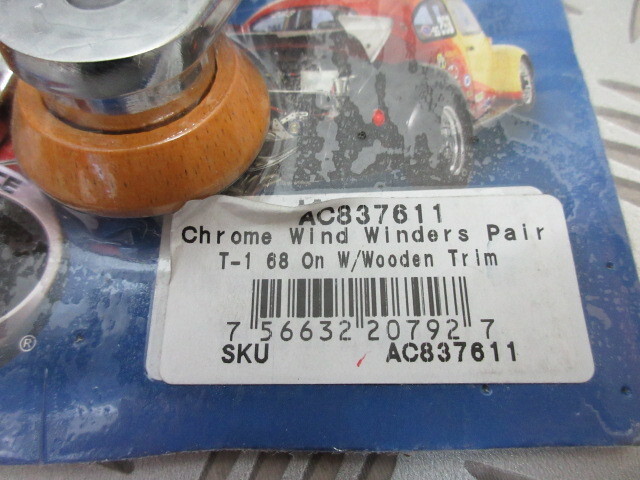 AC837611
Chrome Wind Winders Pair
T-1 68 On W/Wooden Trim
7 56632 20792 7
SKU AC837611
®